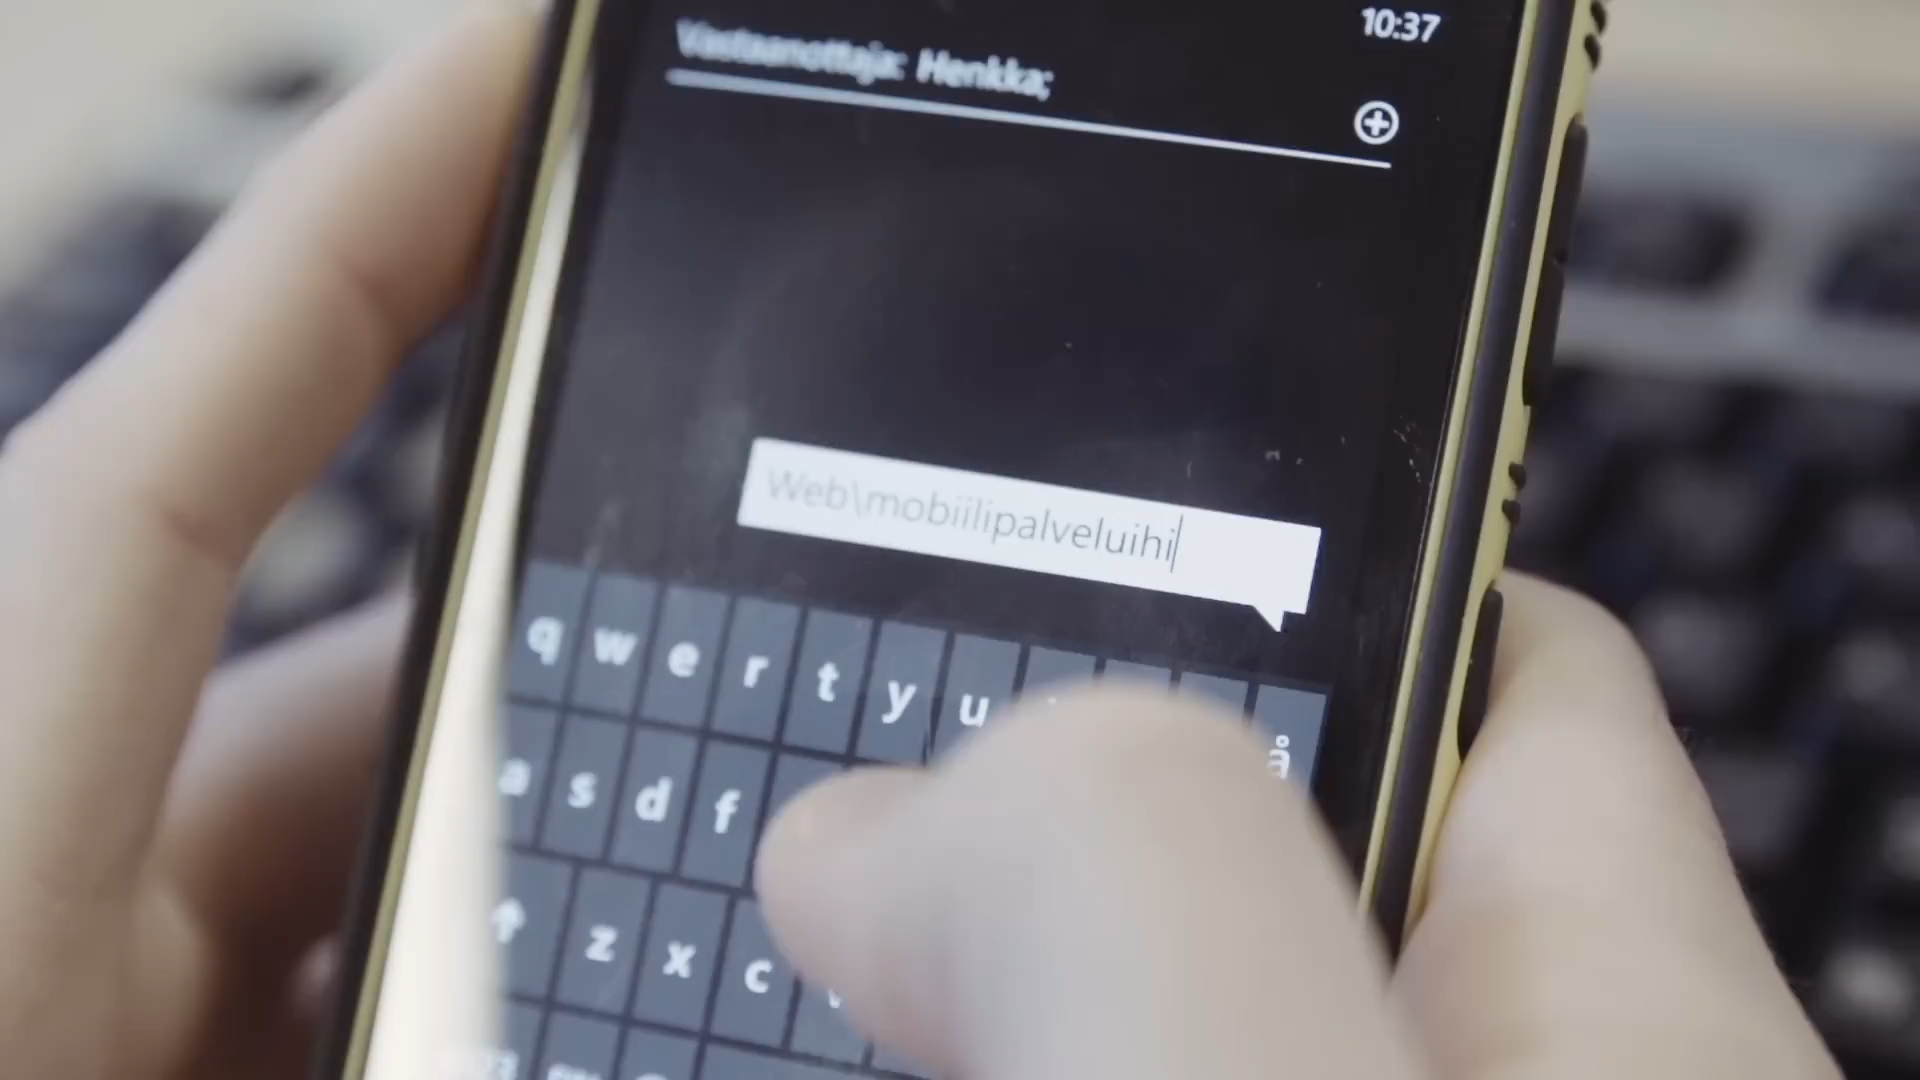 10:37
Vastaanottaja: Henkka;
Web\mobiilipalveluihi
q w e r t y u å
a s d f
z x c